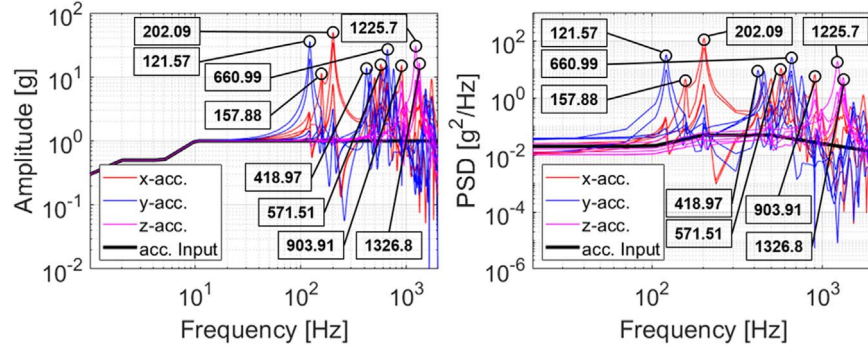 202.09
1225.7
121.57
660.99
157.88
418.97
571.51
903.91
1326.8
x-acc.
y-acc.
z-acc.
acc. Input
Amplitude [g]
10^2
10^1
10^0
10^-1
10^-2
10^1
10^2
10^3
Frequency [Hz]
121.57
202.09
1225.7
660.99
157.88
418.97
903.91
571.51
1326.8
x-acc.
y-acc.
z-acc.
acc. Input
PSD [g^2/Hz]
10^2
10^0
10^-2
10^-4
10^-6
10^2
10^3
Frequency [Hz]